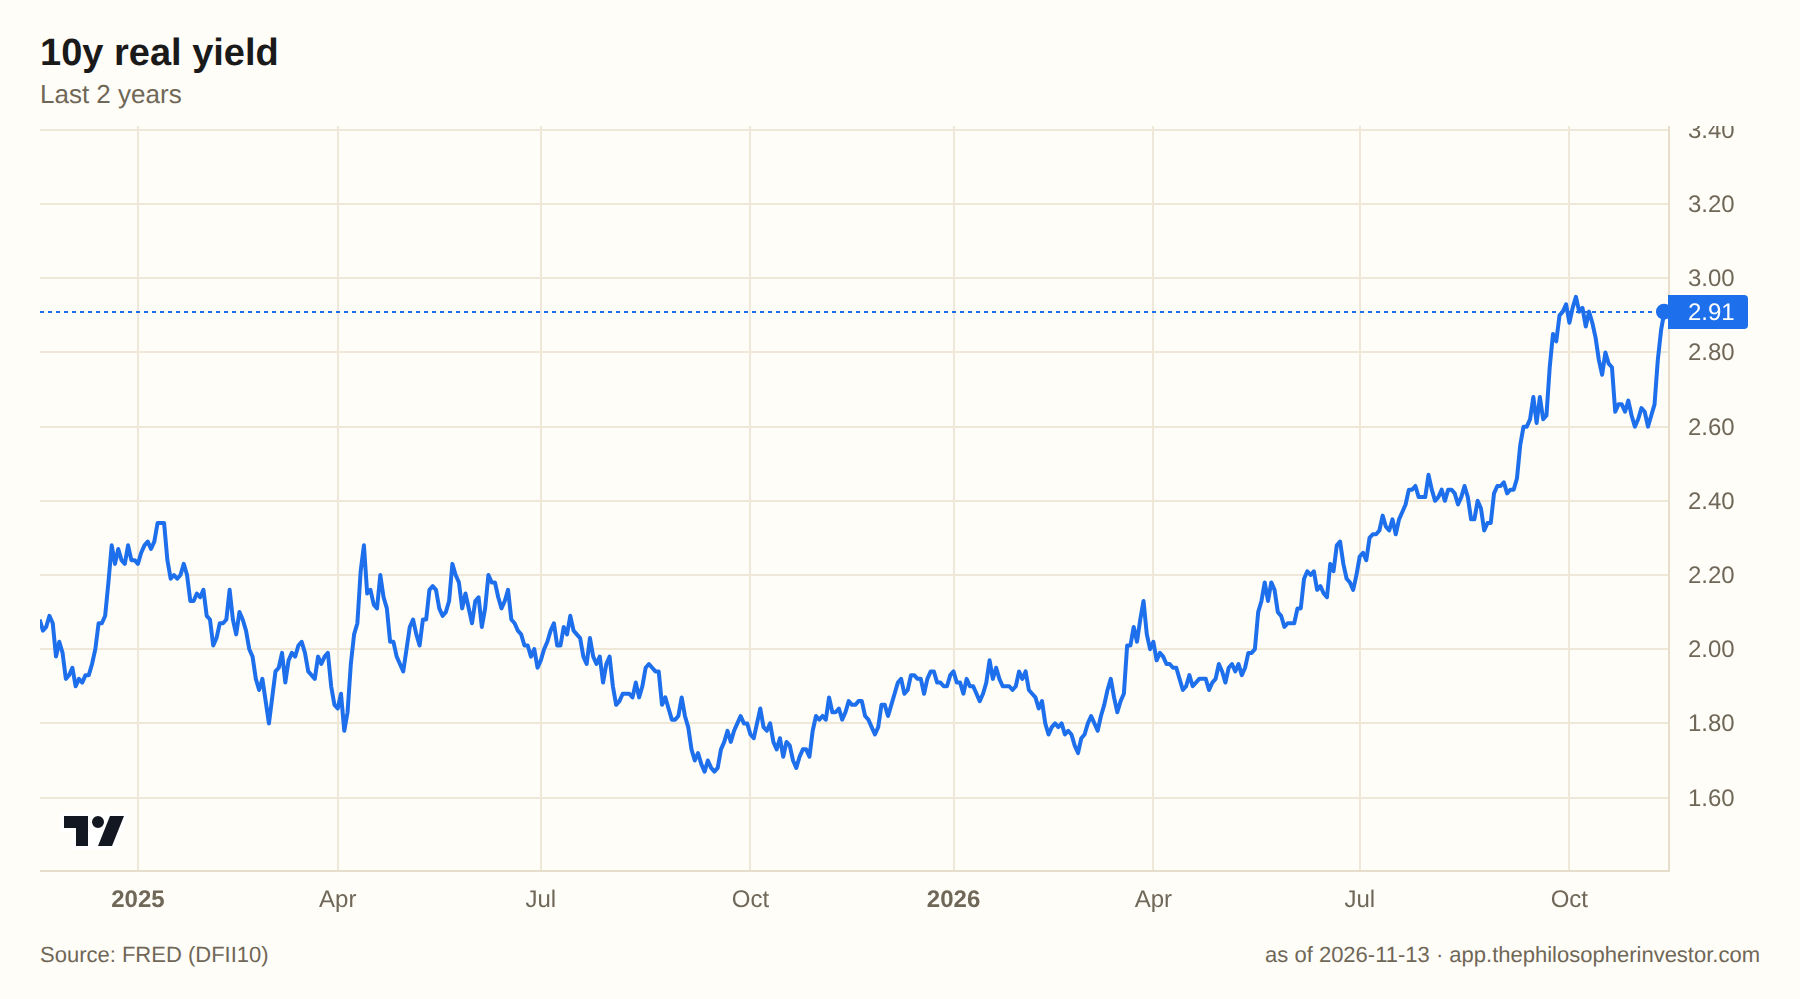 10y real yield
Last 2 years
3.40
3.20
3.00
2.91
2.80
2.60
2.40
2.20
2.00
1.80
1.60
2025 Apr Jul Oct 2026 Apr Jul Oct
Source: FRED (DFII10)
as of 2026-11-13 · app.thephilosopherinvestor.com